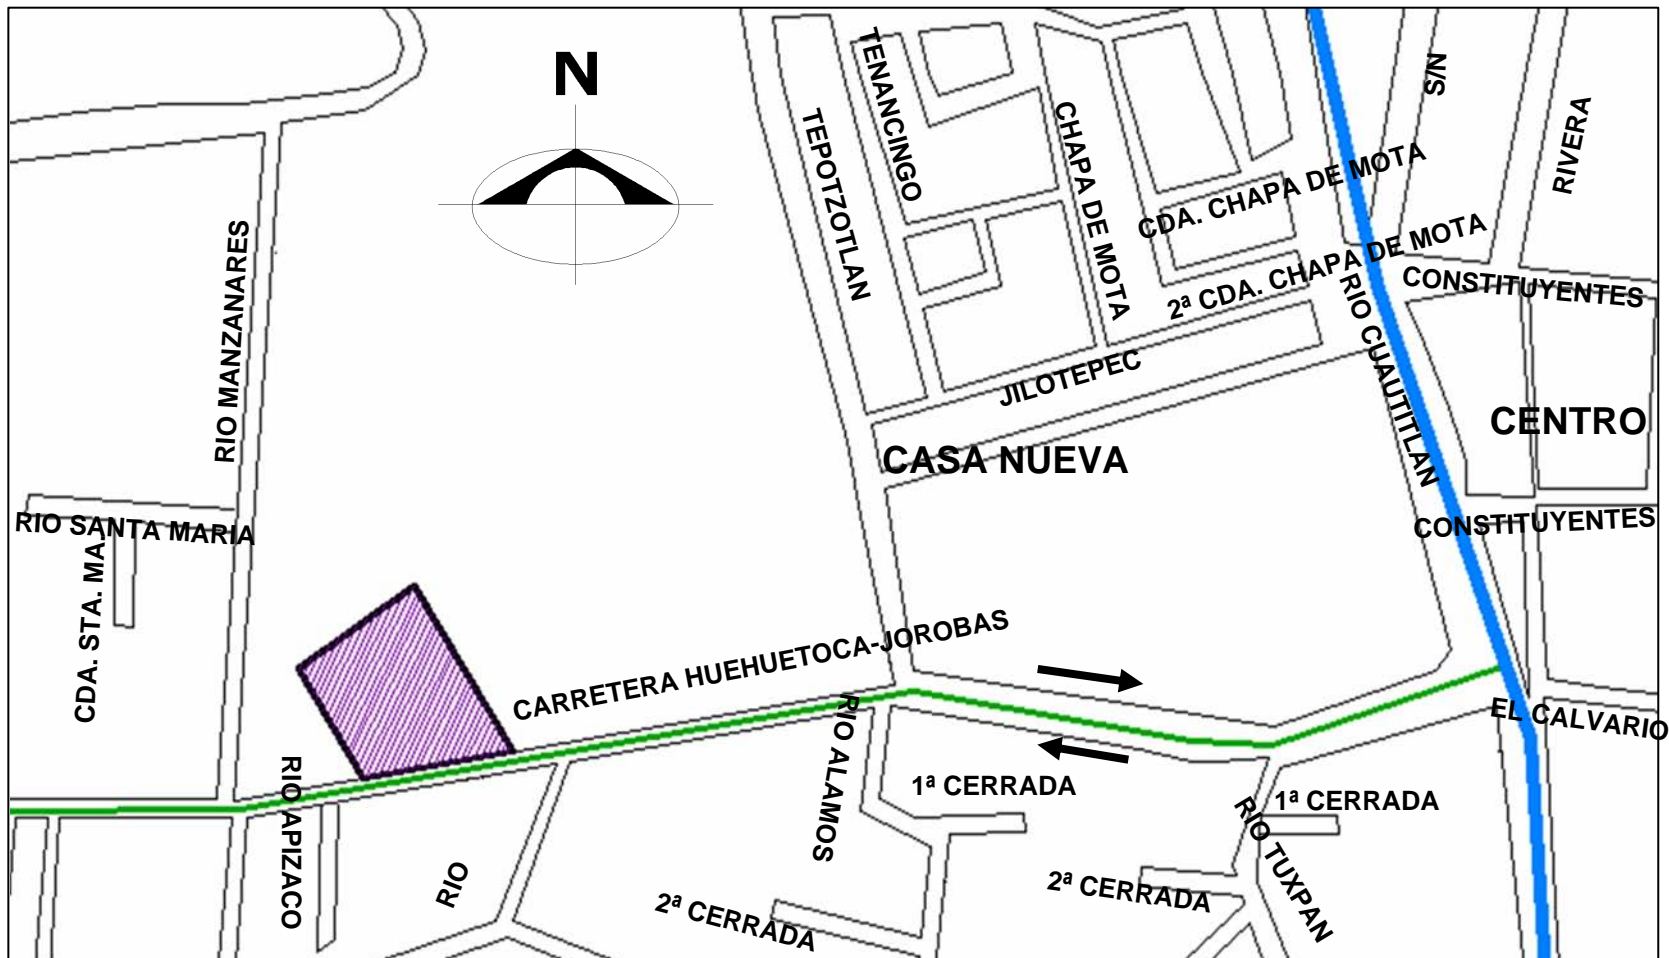 N
TENANCINGO
S/N
RIVERA
TEPOTZOTLAN
CHAPA DE MOTA
CDA. CHAPA DE MOTA
2ª CDA. CHAPA DE MOTA
CONSTITUYENTES
RIO MANZANARES
RIO CUAUTITLAN
JILOTEPEC
CENTRO
CASA NUEVA
RIO SANTA MARIA
CONSTITUYENTES
CDA. STA. MA.
CARRETERA HUEHUETOCA-JOROBAS
EL CALVARIO
RIO ALAMOS
RIO APIZACO
1ª CERRADA
1ª CERRADA
RIO TUXPAN
RIO
2ª CERRADA
2ª CERRADA